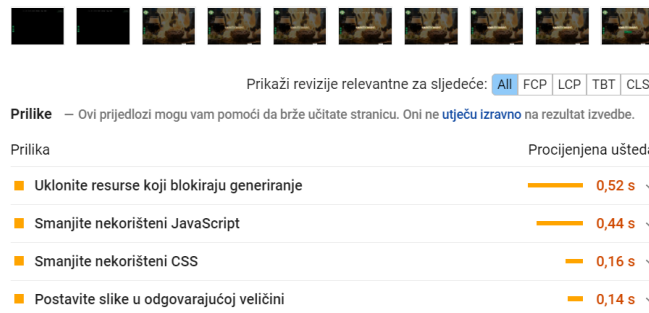 Prikaži revizije relevantne za sljedeće: All FCP LCP TBT CLS
Prilike — Ovi prijedlozi mogu vam pomoći da brže učitate stranicu. Oni ne utječu izravno na rezultat izvedbe.
Prilika Procijenjena ušteda
Uklonite resurse koji blokiraju generiranje 0,52 s
Smanjite nekorišteni JavaScript 0,44 s
Smanjite nekorišteni CSS 0,16 s
Postavite slike u odgovarajućoj veličini 0,14 s